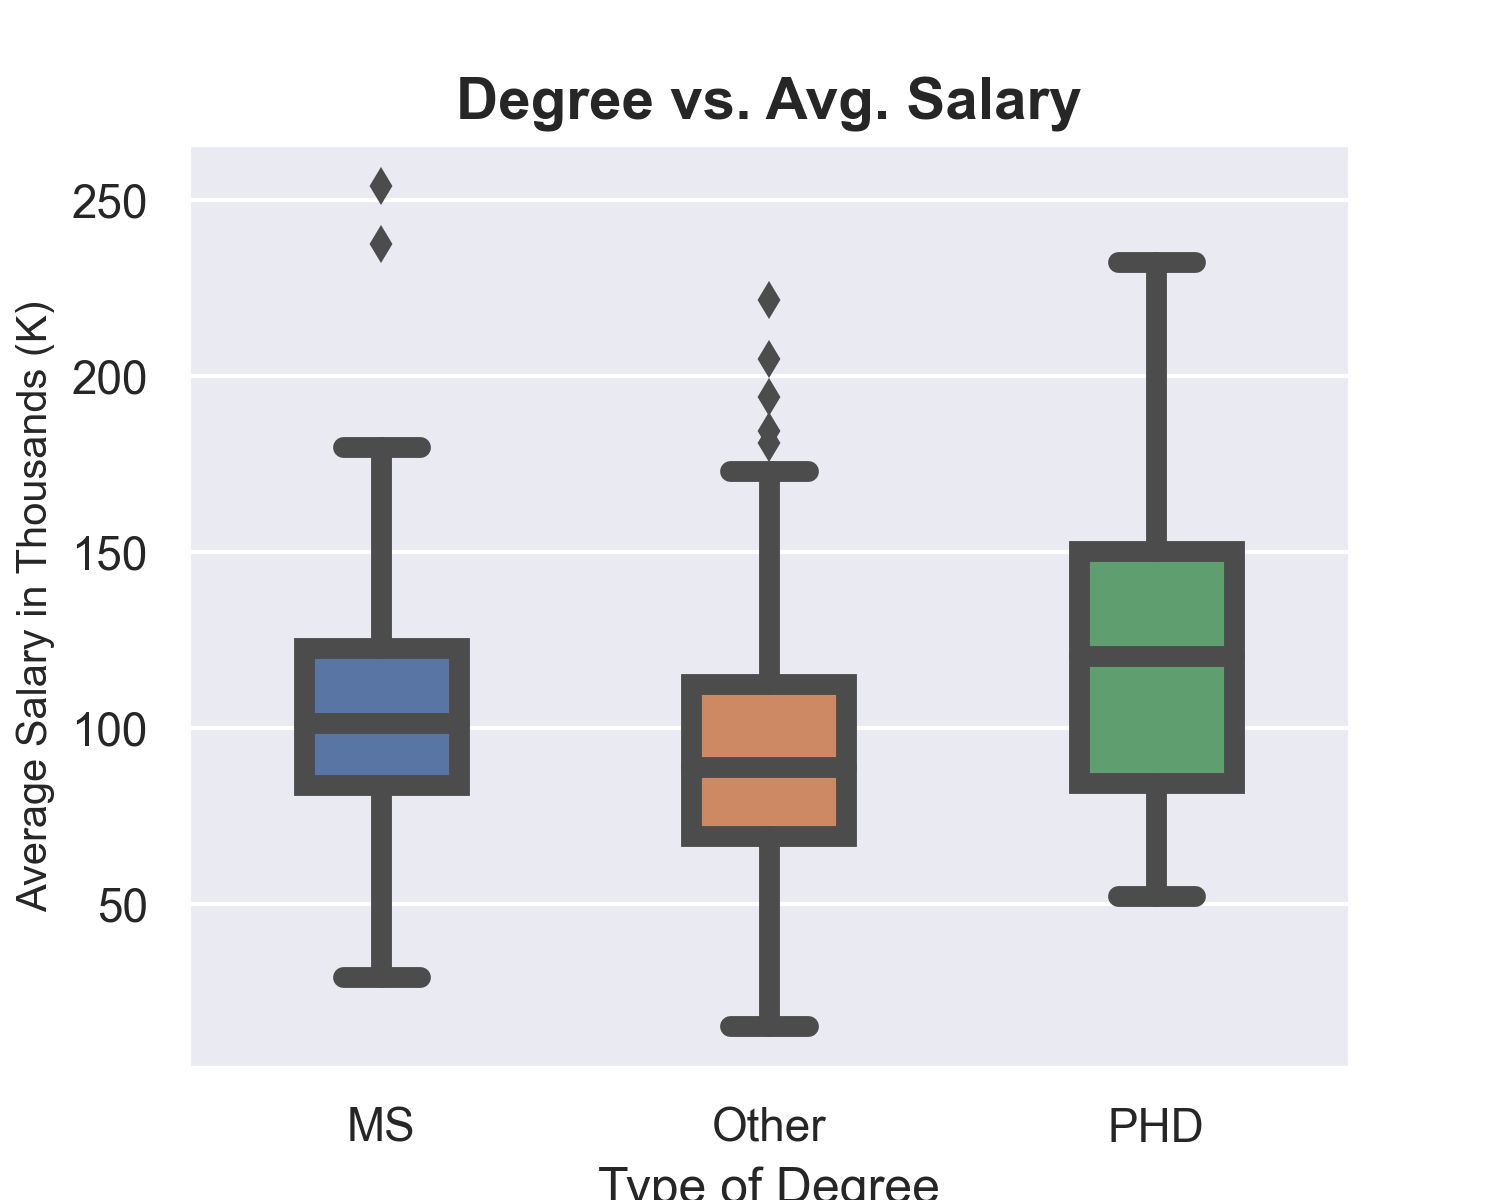 Degree vs. Avg. Salary
Average Salary in Thousands (K)
250
200
150
100
50
MS
Other
PHD
Type of Degree